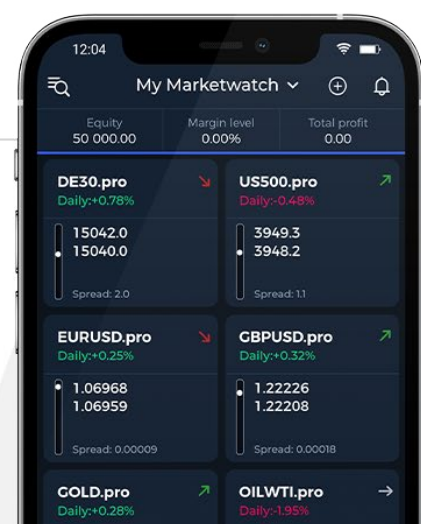 12:04
My Marketwatch
Equity Margin level Total profit
50 000.00 0.00% 0.00
DE30.pro
Daily:+0.78%
15042.0
15040.0
Spread: 2.0
US500.pro
Daily:-0.48%
3949.3
3948.2
Spread: 1.1
EURUSD.pro
Daily:+0.25%
1.06968
1.06959
Spread: 0.00009
GBPUSD.pro
Daily:+0.32%
1.22226
1.22208
Spread: 0.00018
GOLD.pro
Daily:+0.28%
OILWTI.pro
Daily:-1.95%